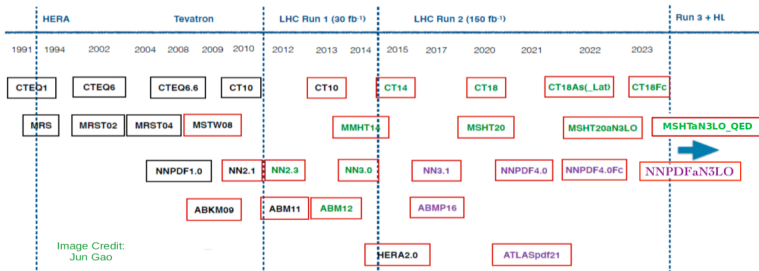 HERA Tevatron LHC Run 1 (30 fb-1) LHC Run 2 (150 fb-1) Run 3 + HL
1991 1994 2002 2004 2008 2009 2010 2012 2013 2014 2015 2017 2020 2021 2022 2023
CTEQ1 CTEQ6 CTEQ6.6 CT10 CT10 CT14 CT18 CT18As(_Lat) CT18Fc
MRS MRST02 MRST04 MSTW08 MMHT14 MSHT20 MSHT20aN3LO MSHTaN3LO_QED
NNPDF1.0 NN2.1 NN2.3 NN3.0 NN3.1 NNPDF4.0 NNPDF4.0Fc NNPDFaN3LO
ABKM09 ABM11 ABM12 ABMP16
Image Credit:
Jun Gao
HERA2.0 ATLASpdf21